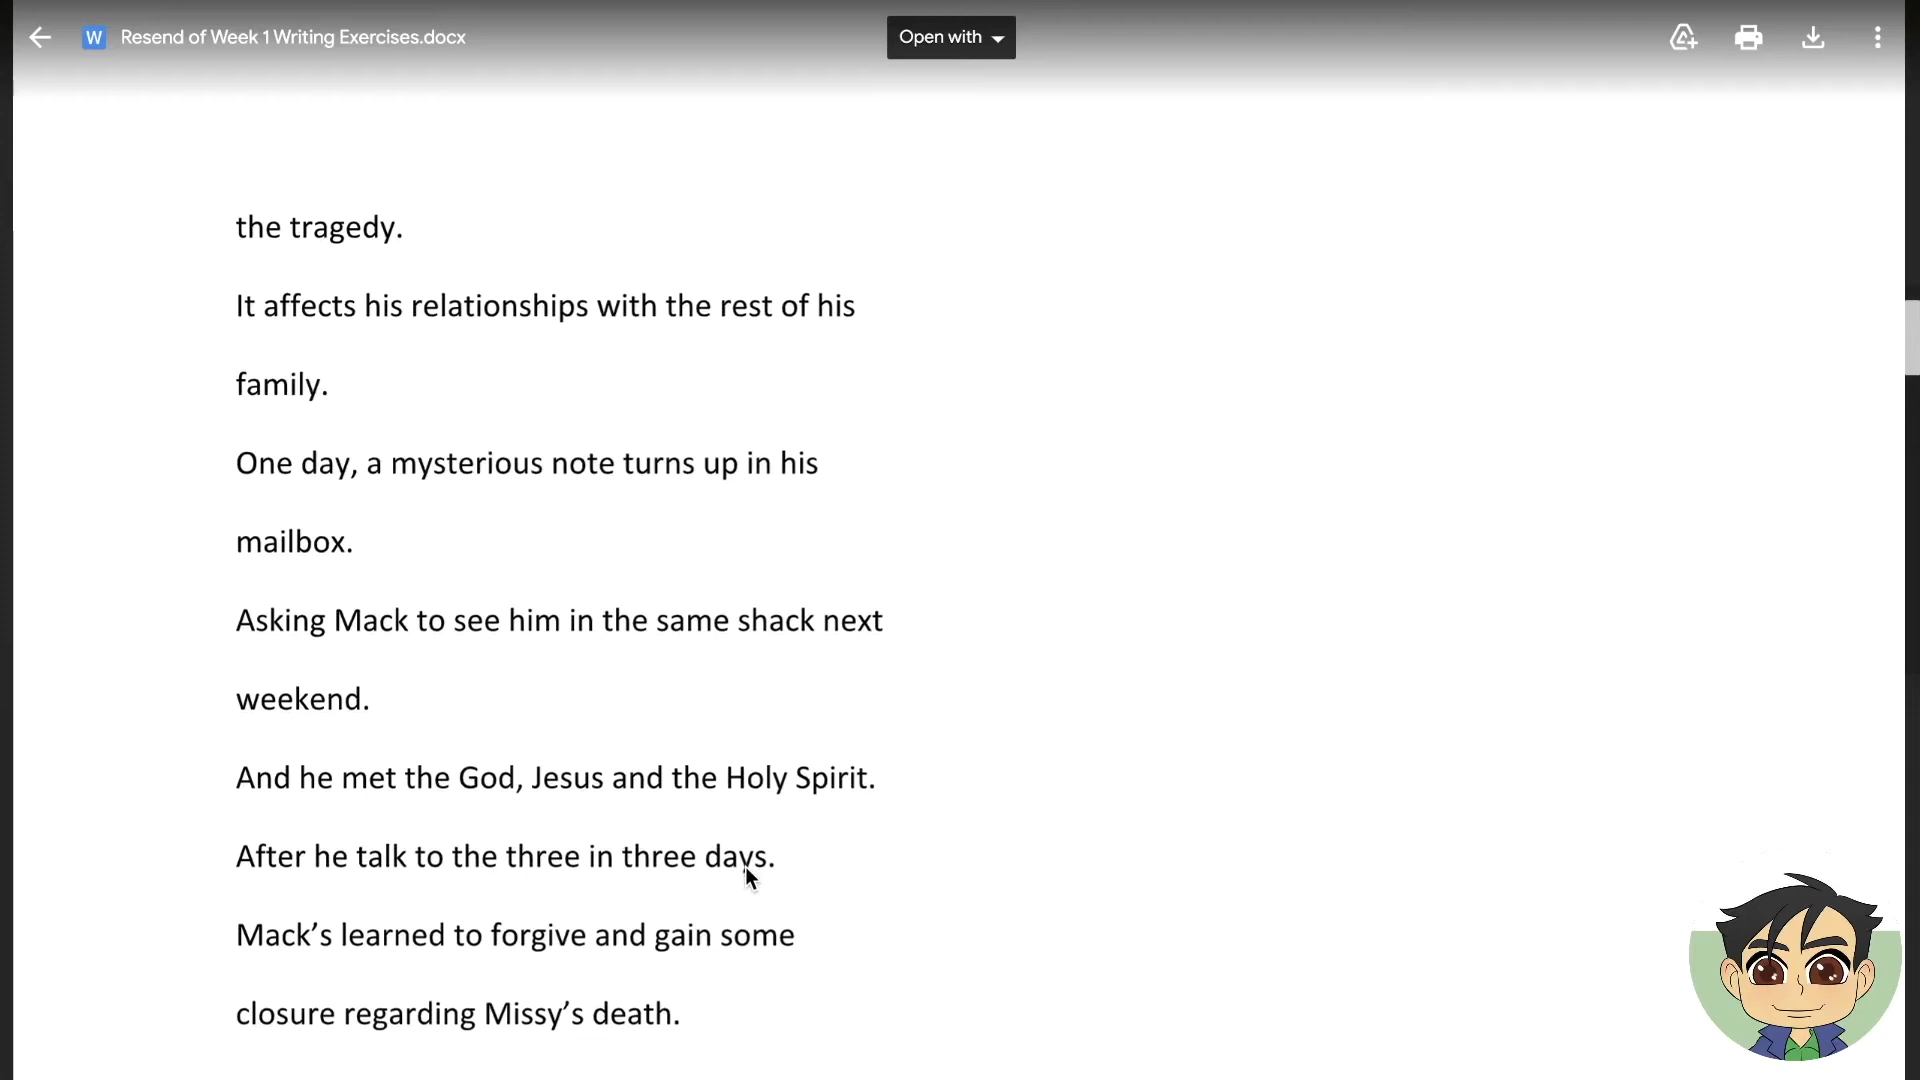 W Resend of Week 1 Writing Exercises.docx
Open with
the tragedy.
It affects his relationships with the rest of his
family.
One day, a mysterious note turns up in his
mailbox.
Asking Mack to see him in the same shack next
weekend.
And he met the God, Jesus and the Holy Spirit.
After he talk to the three in three days.
Mack’s learned to forgive and gain some
closure regarding Missy’s death.